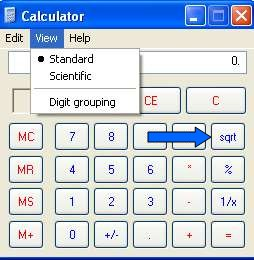 Calculator
Edit View Help
Standard
Scientific
Digit grouping
0.
CE C
MC 7 8 sqrt
MR 4 5 6 * %
MS 1 2 3 - 1/x
M+ 0 +/- . + =